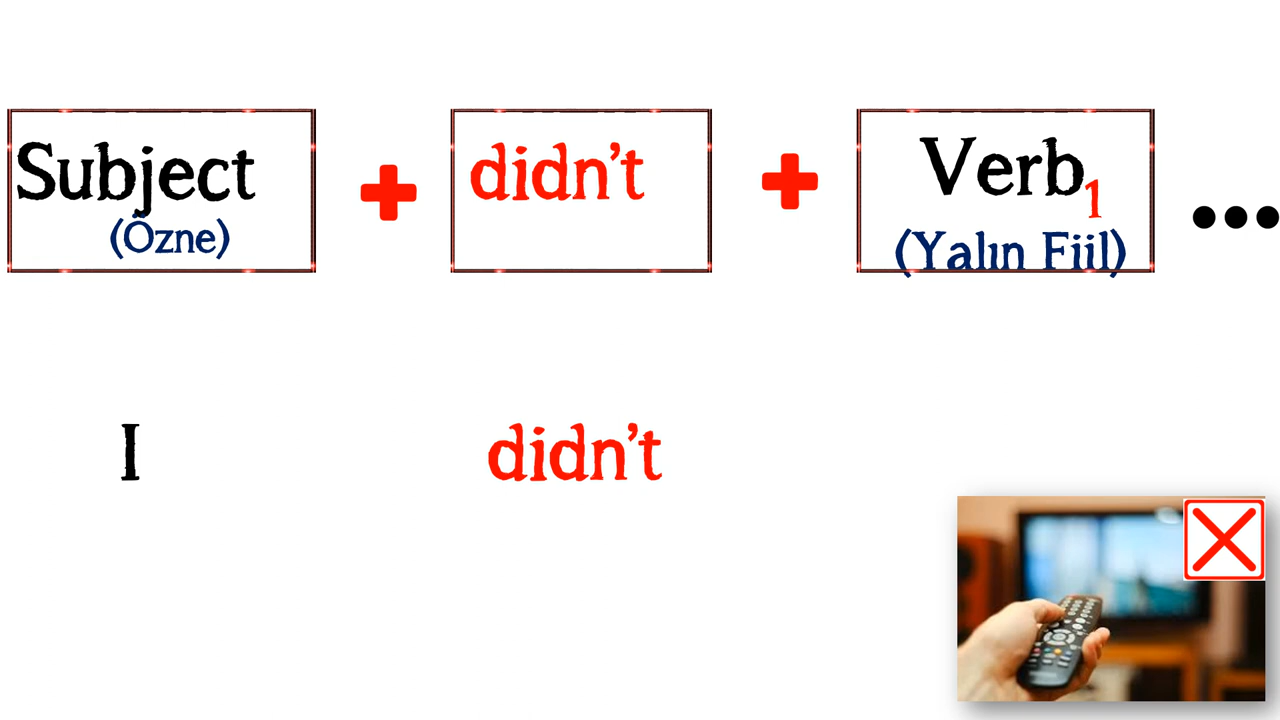 Subject + didn't + Verb1 ...
(Özne) (Yalın Fiil)
I didn't